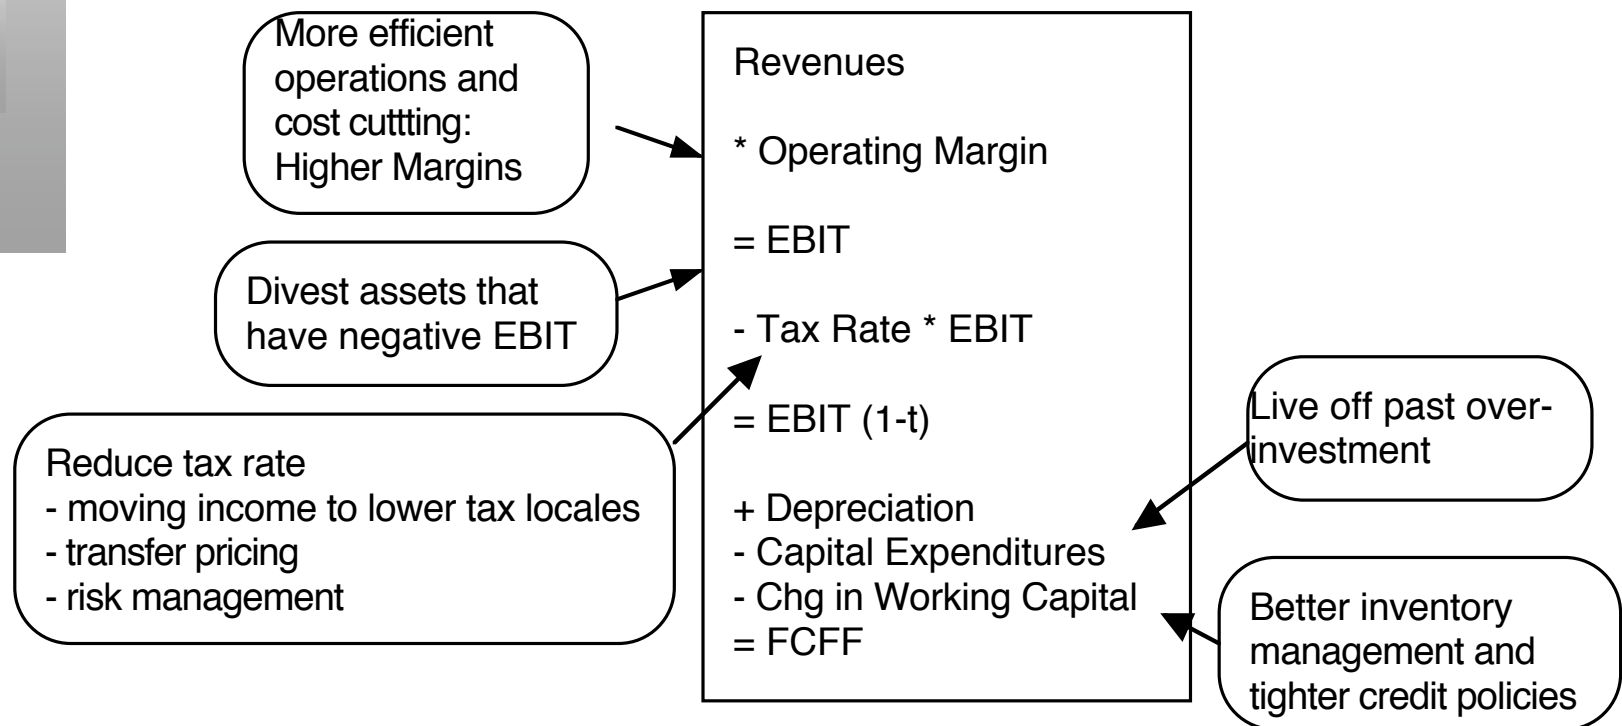 More efficient
operations and
cost cuttting:
Higher Margins
Divest assets that
have negative EBIT
Reduce tax rate
- moving income to lower tax locales
- transfer pricing
- risk management
Revenues
* Operating Margin
= EBIT
- Tax Rate * EBIT
= EBIT (1-t)
+ Depreciation
- Capital Expenditures
- Chg in Working Capital
= FCFF
Live off past over-
investment
Better inventory
management and
tighter credit policies